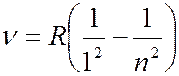 ν = R(1/1² − 1/n²)